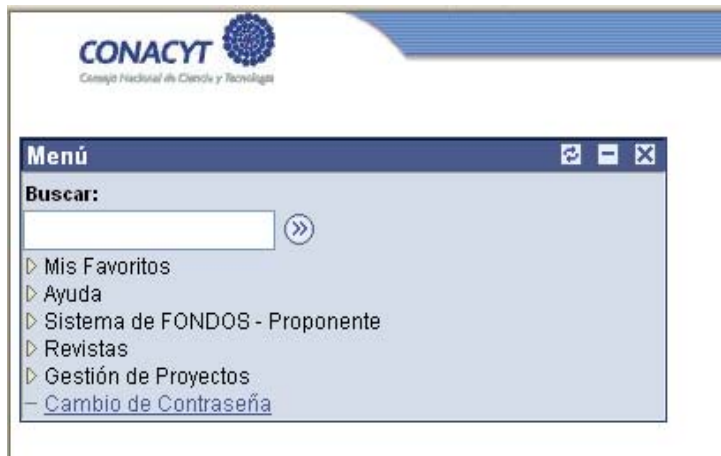 CONACYT
Consejo Nacional de Ciencia y Tecnología
Menú
Buscar:
Mis Favoritos
Ayuda
Sistema de FONDOS - Proponente
Revistas
Gestión de Proyectos
Cambio de Contraseña